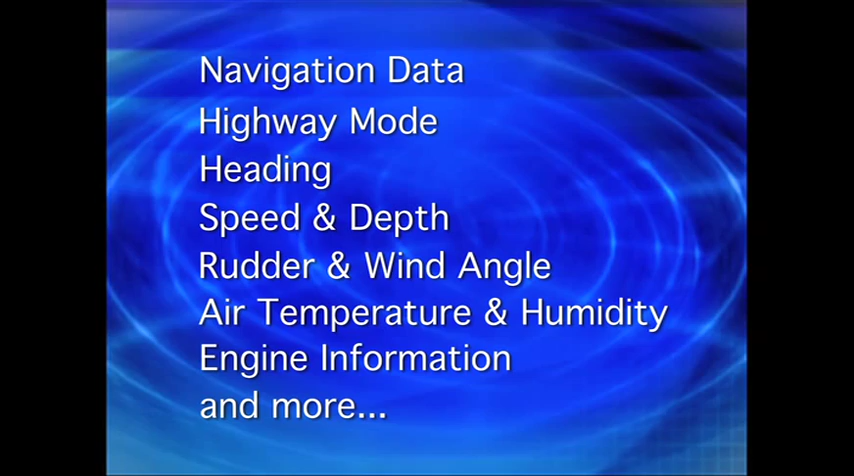 Navigation Data
Highway Mode
Heading
Speed & Depth
Rudder & Wind Angle
Air Temperature & Humidity
Engine Information
and more...